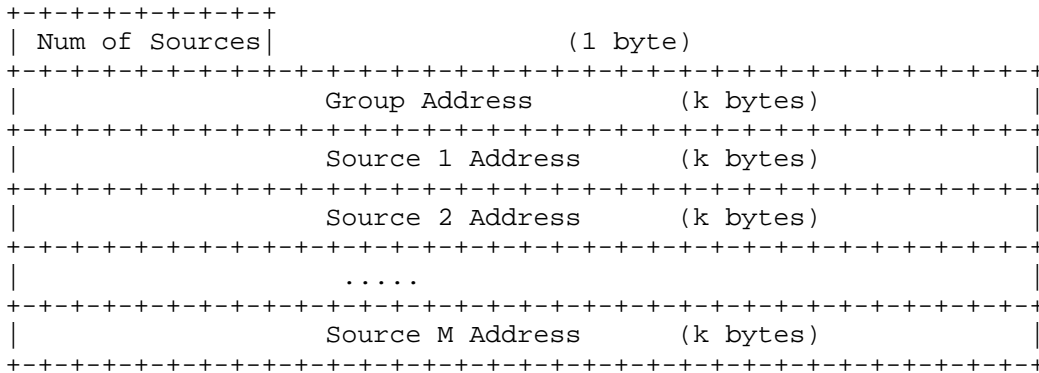 +-+-+-+-+-+-+-+-+
| Num of Sources|                 (1 byte)
+-+-+-+-+-+-+-+-+-+-+-+-+-+-+-+-+-+-+-+-+-+-+-+-+-+-+-+-+-+
|                  Group Address        (k bytes)            |
+-+-+-+-+-+-+-+-+-+-+-+-+-+-+-+-+-+-+-+-+-+-+-+-+-+-+-+-+-+
|                  Source 1 Address     (k bytes)            |
+-+-+-+-+-+-+-+-+-+-+-+-+-+-+-+-+-+-+-+-+-+-+-+-+-+-+-+-+-+
|                  Source 2 Address     (k bytes)            |
+-+-+-+-+-+-+-+-+-+-+-+-+-+-+-+-+-+-+-+-+-+-+-+-+-+-+-+-+-+
|                   .....                                    |
+-+-+-+-+-+-+-+-+-+-+-+-+-+-+-+-+-+-+-+-+-+-+-+-+-+-+-+-+-+
|                  Source M Address     (k bytes)            |
+-+-+-+-+-+-+-+-+-+-+-+-+-+-+-+-+-+-+-+-+-+-+-+-+-+-+-+-+-+